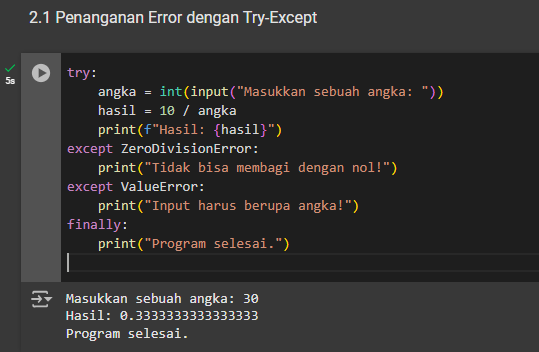 2.1 Penanganan Error dengan Try-Except
5s
try:
    angka = int(input("Masukkan sebuah angka: "))
    hasil = 10 / angka
    print(f"Hasil: {hasil}")
except ZeroDivisionError:
    print("Tidak bisa membagi dengan nol!")
except ValueError:
    print("Input harus berupa angka!")
finally:
    print("Program selesai.")
Masukkan sebuah angka: 30
Hasil: 0.3333333333333333
Program selesai.